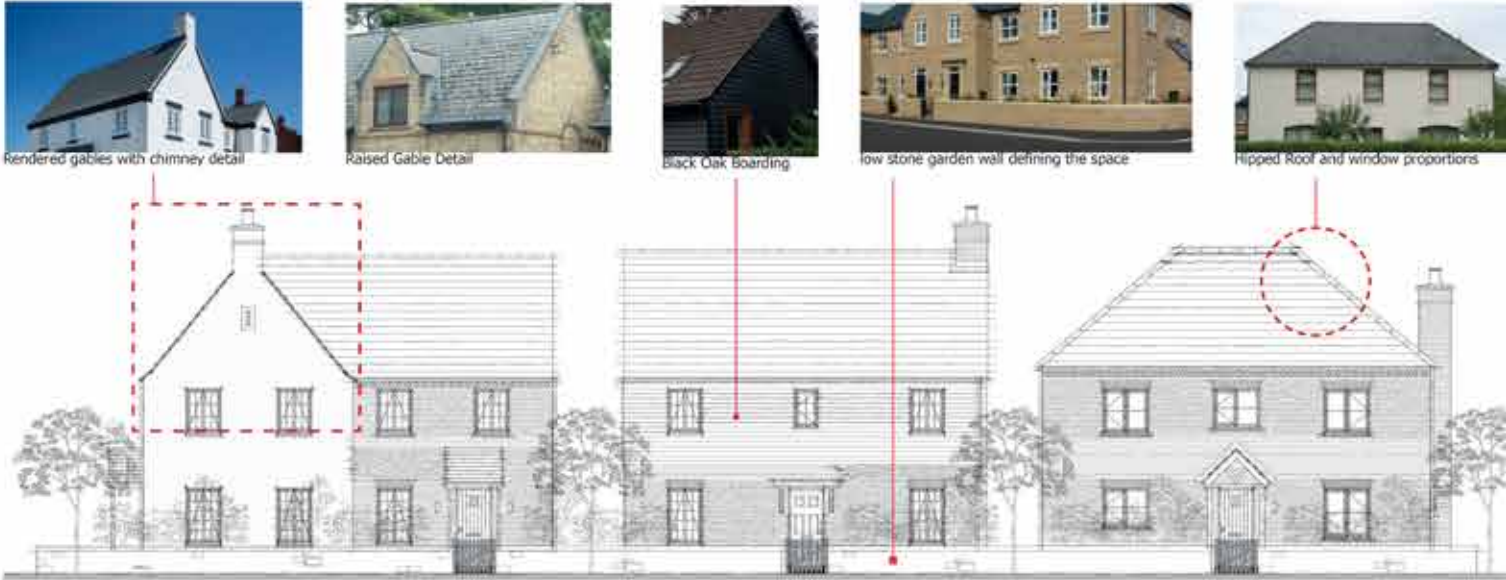 Rendered gables with chimney detail
Raised Gable Detail
Black Oak Boarding
low stone garden wall defining the space
Hipped Roof and window proportions